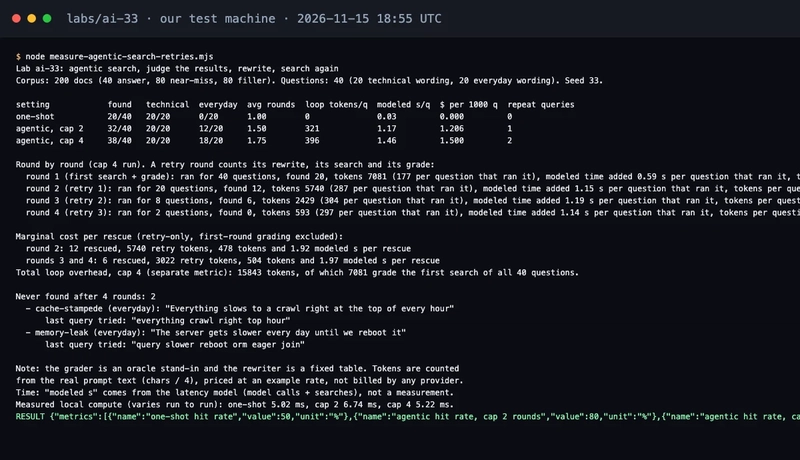 labs/ai-33 · our test machine · 2026-11-15 18:55 UTC
$ node measure-agentic-search-retries.mjs
Lab ai-33: agentic search, judge the results, rewrite, search again
Corpus: 200 docs (40 answer, 80 near-miss, 80 filler). Questions: 40 (20 technical wording, 20 everyday wording). Seed 33.
setting found technical everyday avg rounds loop tokens/q modeled s/q $ per 1000 q repeat queries
one-shot 20/40 20/20 0/20 1.00 0 0.03 0.000 0
agentic, cap 2 32/40 20/20 12/20 1.50 321 1.17 1.206 1
agentic, cap 4 38/40 20/20 18/20 1.75 396 1.46 1.500 2
Round by round (cap 4 run). A retry round counts its rewrite, its search and its grade:
round 1 (first search + grade): ran for 40 questions, found 20, tokens 7081 (177 per question that ran it), modeled time added 0.59 s per question that ran it, t
round 2 (retry 1): ran for 20 questions, found 12, tokens 5740 (287 per question that ran it), modeled time added 1.15 s per question that ran it, tokens per que
round 3 (retry 2): ran for 8 questions, found 6, tokens 2429 (304 per question that ran it), modeled time added 1.19 s per question that ran it, tokens per quest
round 4 (retry 3): ran for 2 questions, found 0, tokens 593 (297 per question that ran it), modeled time added 1.14 s per question that ran it, tokens per questi
Marginal cost per rescue (retry-only, first-round grading excluded):
round 2: 12 rescued, 5740 retry tokens, 478 tokens and 1.92 modeled s per rescue
rounds 3 and 4: 6 rescued, 3022 retry tokens, 504 tokens and 1.97 modeled s per rescue
Total loop overhead, cap 4 (separate metric): 15843 tokens, of which 7081 grade the first search of all 40 questions.
Never found after 4 rounds: 2
- cache-stampede (everyday): "Everything slows to a crawl right at the top of every hour"
last query tried: "everything crawl right top hour"
- memory-leak (everyday): "The server gets slower every day until we reboot it"
last query tried: "query slower reboot orm eager join"
Note: the grader is an oracle stand-in and the rewriter is a fixed table. Tokens are counted
from the real prompt text (chars / 4), priced at an example rate, not billed by any provider.
Time: "modeled s" comes from the latency model (model calls + searches), not a measurement.
Measured local compute (varies run to run): one-shot 5.02 ms, cap 2 6.74 ms, cap 4 5.22 ms.
RESULT {"metrics":[{"name":"one-shot hit rate","value":50,"unit":"%"},{"name":"agentic hit rate, cap 2 rounds","value":80,"unit":"%"},{"name":"agentic hit rate, ca